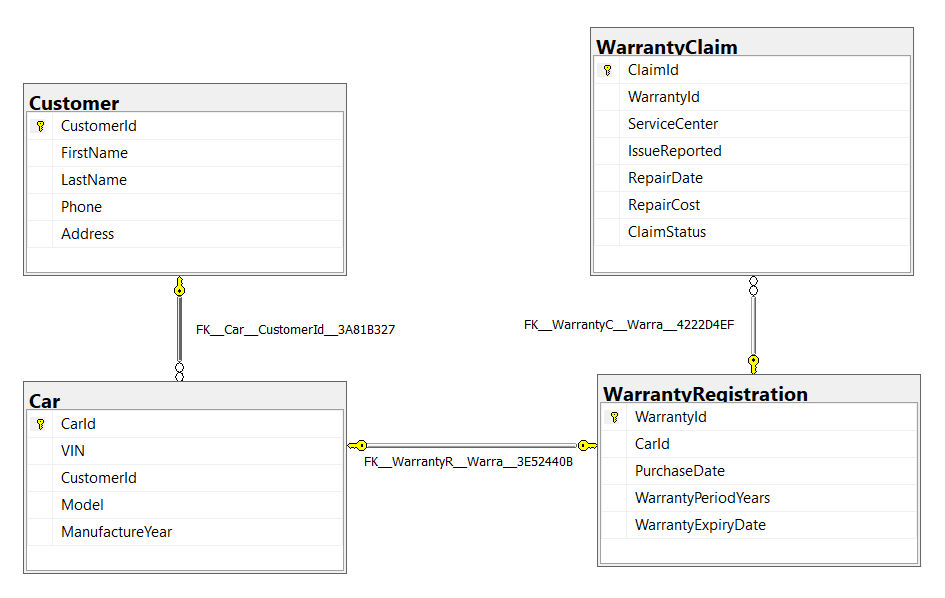 Customer
CustomerId
FirstName
LastName
Phone
Address
WarrantyClaim
ClaimId
WarrantyId
ServiceCenter
IssueReported
RepairDate
RepairCost
ClaimStatus
FK__Car__CustomerId__3A81B327
FK__WarrantyC__Warra__4222D4EF
Car
CarId
VIN
CustomerId
Model
ManufactureYear
FK__WarrantyR__Warra__3E52440B
WarrantyRegistration
WarrantyId
CarId
PurchaseDate
WarrantyPeriodYears
WarrantyExpiryDate